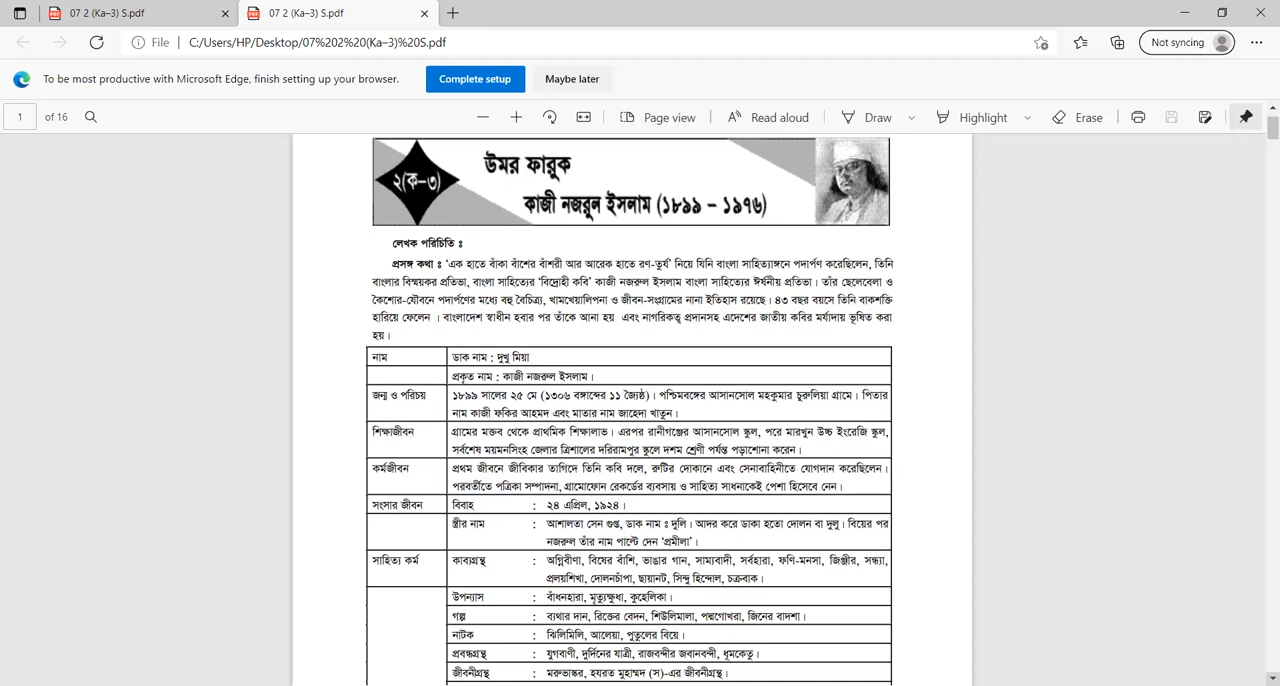 07 2 (Ka–3) S.pdf
07 2 (Ka–3) S.pdf
File
C:/Users/HP/Desktop/07%202%20(Ka–3)%20S.pdf
Not syncing
To be most productive with Microsoft Edge, finish setting up your browser.
Complete setup
Maybe later
1 of 16
Page view
Read aloud
Draw
Highlight
Erase
২(ক–৩)
উমর ফারুক
কাজী নজরুল ইসলাম (১৮৯৯ – ১৯৭৬)
লেখক পরিচিতি ঃ
প্রসঙ্গ কথা ঃ ‘এক হাতে বাঁকা বাঁশের বাঁশরী আর আরেক হাতে রণ-তুর্য’ নিয়ে যিনি বাংলা সাহিত্যাঙ্গনে পদার্পণ করেছিলেন, তিনি
বাংলার বিস্ময়কর প্রতিভা, বাংলা সাহিত্যের ‘বিদ্রোহী কবি’ কাজী নজরুল ইসলাম বাংলা সাহিত্যের ঈর্ষনীয় প্রতিভা। তাঁর ছেলেবেলা ও
কৈশোর-যৌবনে পদার্পণের মধ্যে বহু বৈচিত্র্য, খামখেয়ালিপনা ও জীবন-সংগ্রামের নানা ইতিহাস রয়েছে। ৪৩ বছর বয়সে তিনি বাকশক্তি
হারিয়ে ফেলেন । বাংলাদেশ স্বাধীন হবার পর তাঁকে আনা হয় এবং নাগরিকত্ব প্রদানসহ এদেশের জাতীয় কবির মর্যাদায় ভূষিত করা
হয়।
নাম ডাক নাম : দুখু মিয়া
প্রকৃত নাম : কাজী নজরুল ইসলাম।
জন্ম ও পরিচয় ১৮৯৯ সালের ২৫ মে (১৩০৬ বঙ্গাব্দের ১১ জ্যৈষ্ঠ)। পশ্চিমবঙ্গের আসানসোল মহকুমার চুরুলিয়া গ্রামে। পিতার
নাম কাজী ফকির আহমদ এবং মাতার নাম জাহেদা খাতুন।
শিক্ষাজীবন গ্রামের মক্তব থেকে প্রাথমিক শিক্ষালাভ। এরপর রানীগঞ্জের আসানসোল স্কুল, পরে মারখুন উচ্চ ইংরেজি স্কুল,
সর্বশেষ ময়মনসিংহ জেলার ত্রিশালের দরিরামপুর স্কুলে দশম শ্রেণী পর্যন্ত পড়াশোনা করেন।
কর্মজীবন প্রথম জীবনে জীবিকার তাগিদে তিনি কবি দলে, রুটির দোকানে এবং সেনাবাহিনীতে যোগদান করেছিলেন।
পরবর্তীতে পত্রিকা সম্পাদনা, গ্রামোফোন রেকর্ডের ব্যবসায় ও সাহিত্য সাধনাকেই পেশা হিসেবে নেন।
সংসার জীবন বিবাহ : ২৪ এপ্রিল, ১৯২৪।
স্ত্রীর নাম : আশালতা সেন গুপ্ত, ডাক নাম ঃ দুলি। আদর করে ডাকা হতো দোলন বা দুলু। বিয়ের পর
নজরুল তাঁর নাম পাল্টে দেন ‘প্রমীলা’।
সাহিত্য কর্ম কাব্যগ্রন্থ : অগ্নিবীণা, বিষের বাঁশি, ভাঙার গান, সাম্যবাদী, সর্বহারা, ফণি-মনসা, জিঞ্জীর, সন্ধ্যা,
প্রলয়শিখা, দোলনচাঁপা, ছায়ানট, সিন্দু হিন্দোল, চক্রবাক।
উপন্যাস : বাঁধনহারা, মৃত্যুক্ষুধা, কুহেলিকা।
গল্প : ব্যথার দান, রিক্তের বেদন, শিউলিমালা, পদ্মগোখরা, জিনের বাদশা।
নাটক : ঝিলিমিলি, আলেয়া, পুতুলের বিয়ে।
প্রবন্ধগ্রন্থ : যুগবাণী, দুর্দিনের যাত্রী, রাজবন্দীর জবানবন্দী, ধূমকেতু।
জীবনীগ্রন্থ : মরুভাস্কর, হযরত মুহাম্মদ (স)-এর জীবনীগ্রন্থ।